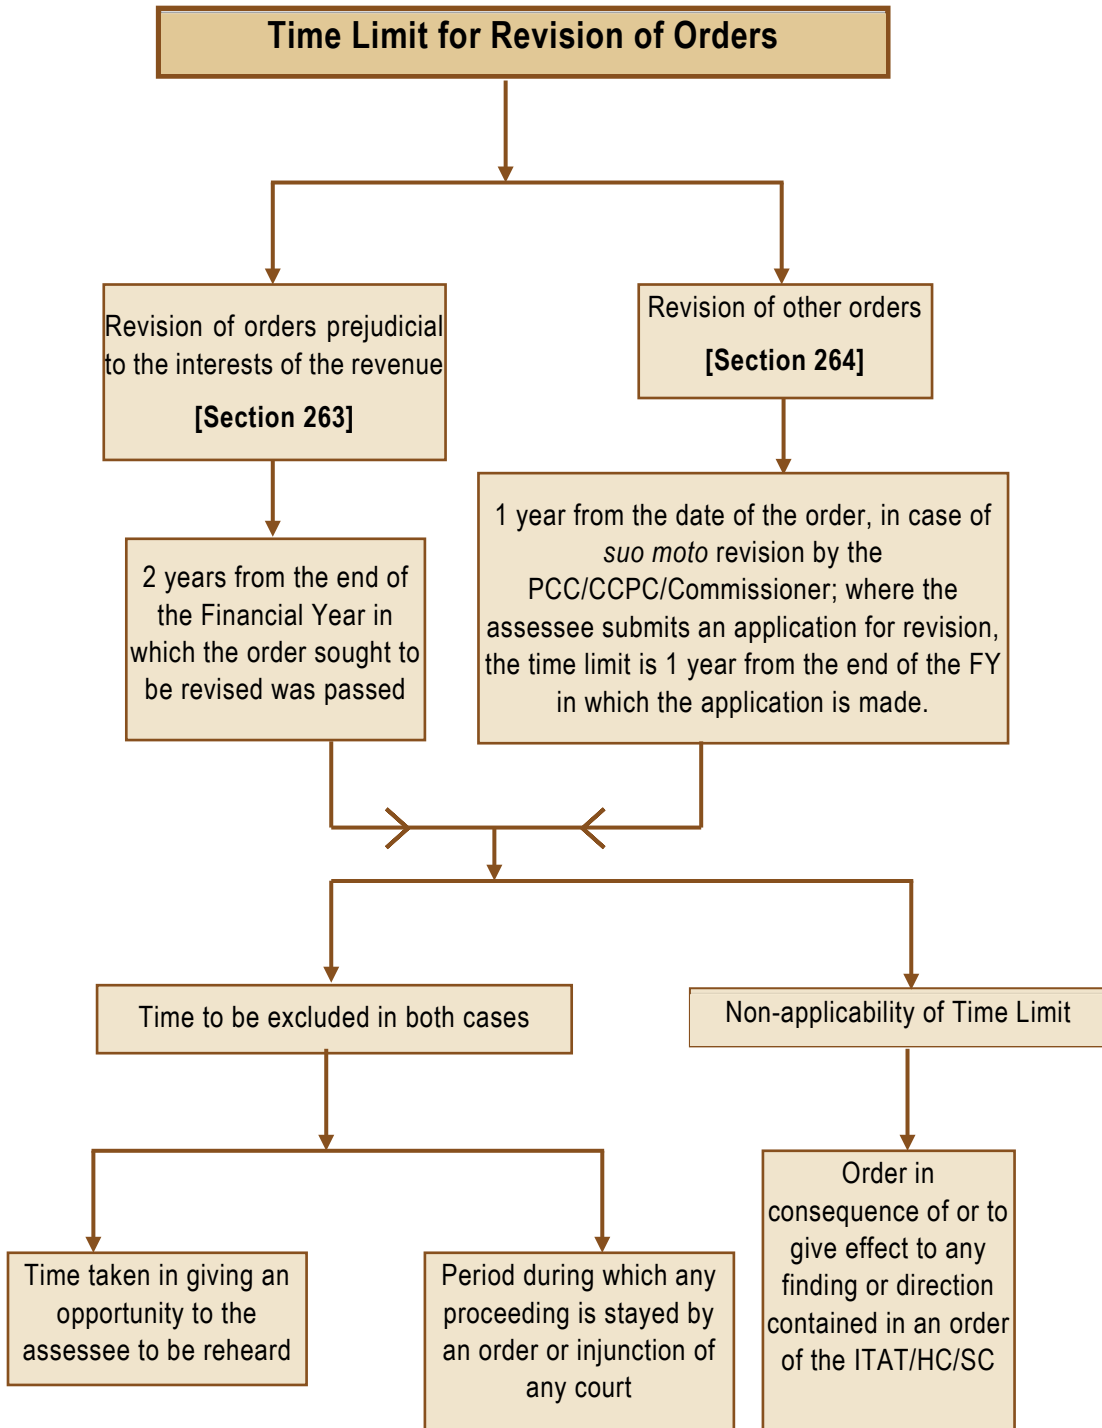 Time Limit for Revision of Orders
Revision of orders prejudicial
to the interests of the revenue
[Section 263]
Revision of other orders
[Section 264]
2 years from the end of
the Financial Year in
which the order sought to
be revised was passed
1 year from the date of the order, in case of
suo moto revision by the
PCC/CCPC/Commissioner; where the
assessee submits an application for revision,
the time limit is 1 year from the end of the FY
in which the application is made.
Time to be excluded in both cases
Non-applicability of Time Limit
Time taken in giving an
opportunity to the
assessee to be reheard
Period during which any
proceeding is stayed by
an order or injunction of
any court
Order in
consequence of or to
give effect to any
finding or direction
contained in an order
of the ITAT/HC/SC